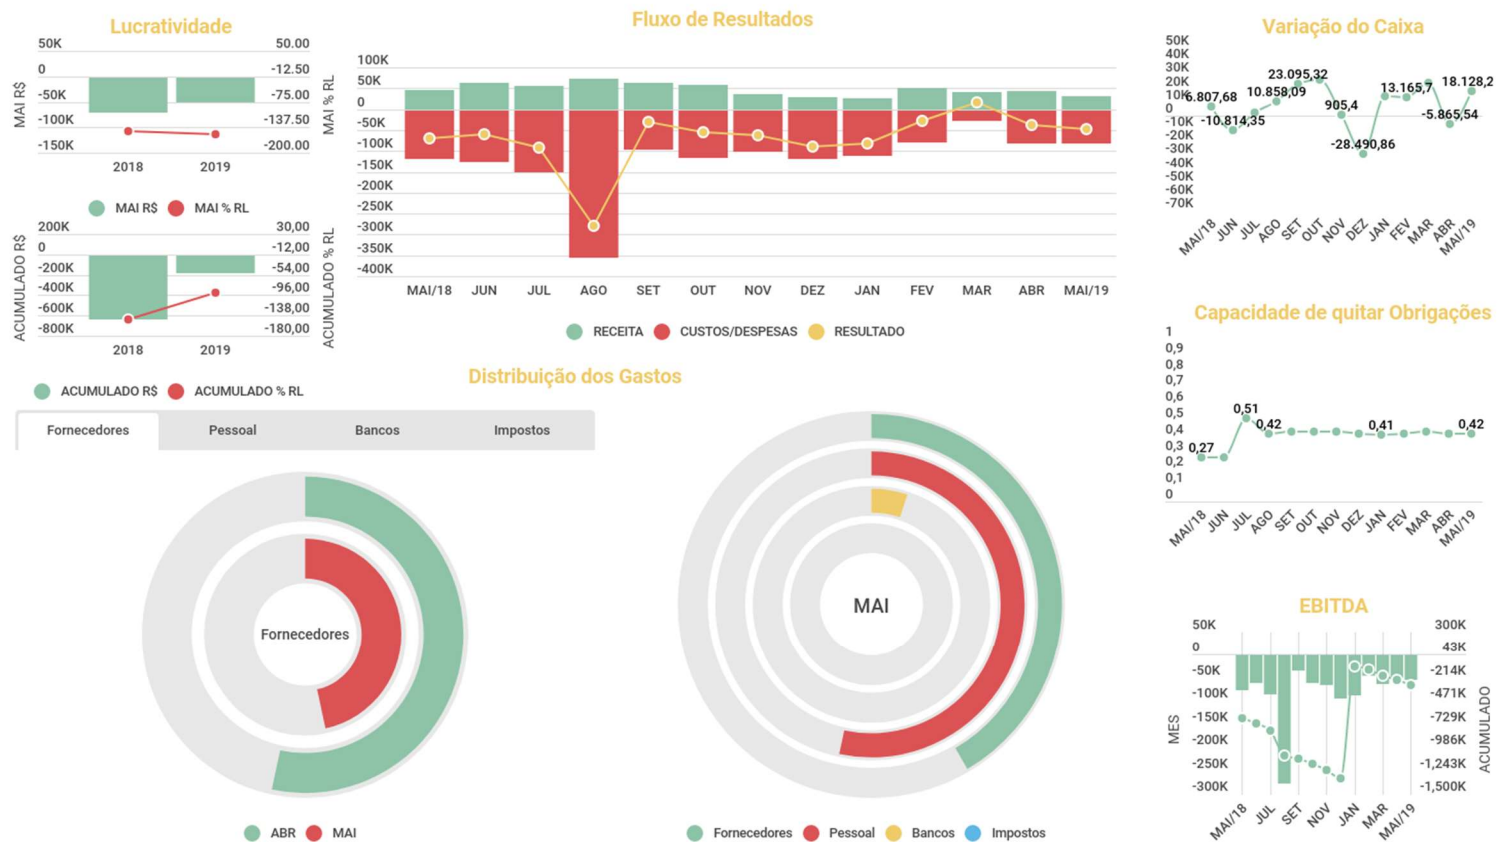 Lucratividade
50K
0
-50K
-100K
-150K
MAI R$
50.00
-12.50
-75.00
-137.50
-200.00
MAI % RL
2018
2019
MAI R$
MAI % RL
200K
0
-200K
-400K
-600K
-800K
ACUMULADO R$
30,00
-12,00
-54,00
-96,00
-138,00
-180,00
ACUMULADO % RL
2018
2019
ACUMULADO R$
ACUMULADO % RL
Fluxo de Resultados
100K
50K
0
-50K
-100K
-150K
-200K
-250K
-300K
-350K
-400K
MAI/18
JUN
JUL
AGO
SET
OUT
NOV
DEZ
JAN
FEV
MAR
ABR
MAI/19
RECEITA
CUSTOS/DESPESAS
RESULTADO
Distribuição dos Gastos
Fornecedores
Pessoal
Bancos
Impostos
Fornecedores
ABR
MAI
MAI
Fornecedores
Pessoal
Bancos
Impostos
Variação do Caixa
50K
40K
30K
20K
10K
0
-10K
-20K
-30K
-40K
-50K
-60K
-70K
6.807,68
-10.814,35
10.858,09
23.095,32
905,4
-28.490,86
13.165,7
-5.865,54
18.128,2
MAI/18
JUN
JUL
AGO
SET
OUT
NOV
DEZ
JAN
FEV
MAR
ABR
MAI/19
Capacidade de quitar Obrigações
1
0,9
0,8
0,7
0,6
0,5
0,4
0,3
0,2
0,1
0
0,27
0,51
0,42
0,41
0,42
MAI/18
JUN
JUL
AGO
SET
OUT
NOV
DEZ
JAN
FEV
MAR
ABR
MAI/19
EBITDA
50K
0
-50K
-100K
-150K
-200K
-250K
-300K
MES
300K
43K
-214K
-471K
-729K
-986K
-1,243K
-1,500K
ACUMULADO
MAI/18
JUL
SET
NOV
JAN
MAR
MAI/19